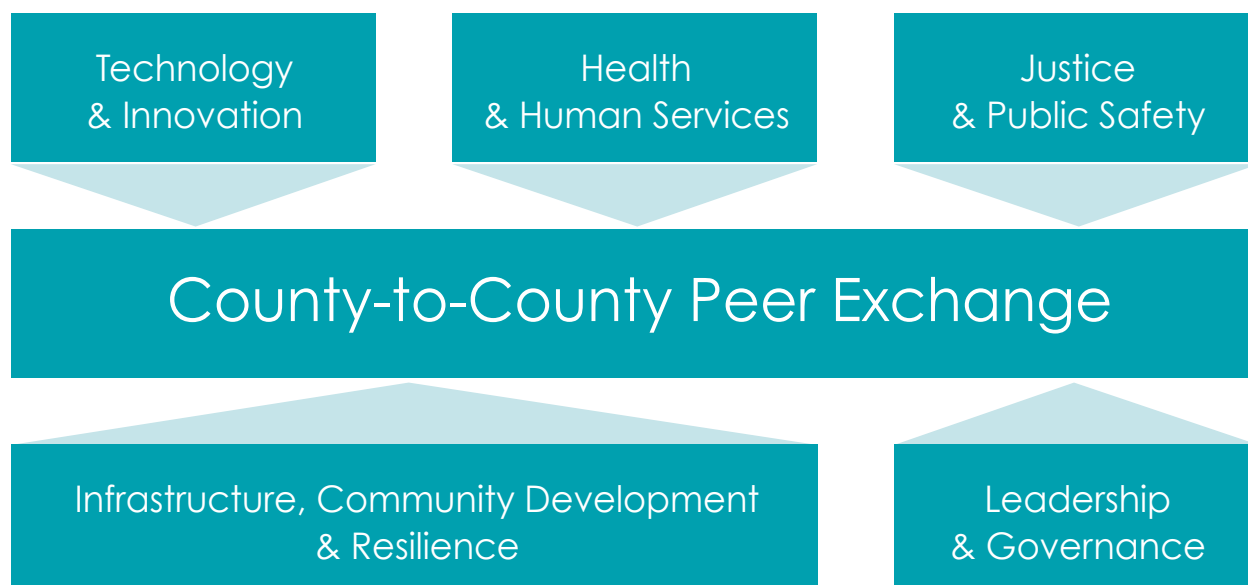 Technology
& Innovation
Health
& Human Services
Justice
& Public Safety
County-to-County Peer Exchange
Infrastructure, Community Development
& Resilience
Leadership
& Governance